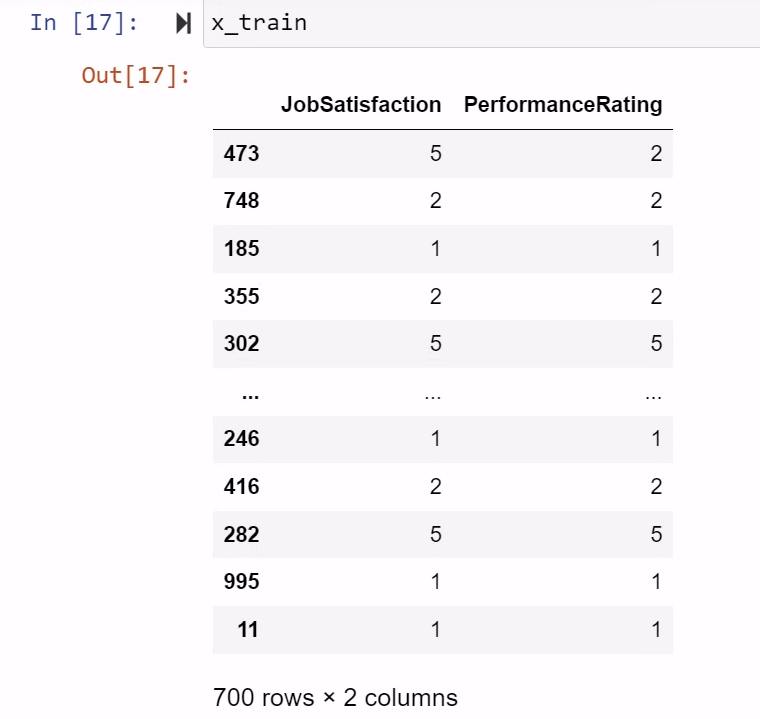 In [17]: x_train
Out[17]:
JobSatisfaction PerformanceRating
473 5 2
748 2 2
185 1 1
355 2 2
302 5 5
... ... ...
246 1 1
416 2 2
282 5 5
995 1 1
11 1 1
700 rows × 2 columns